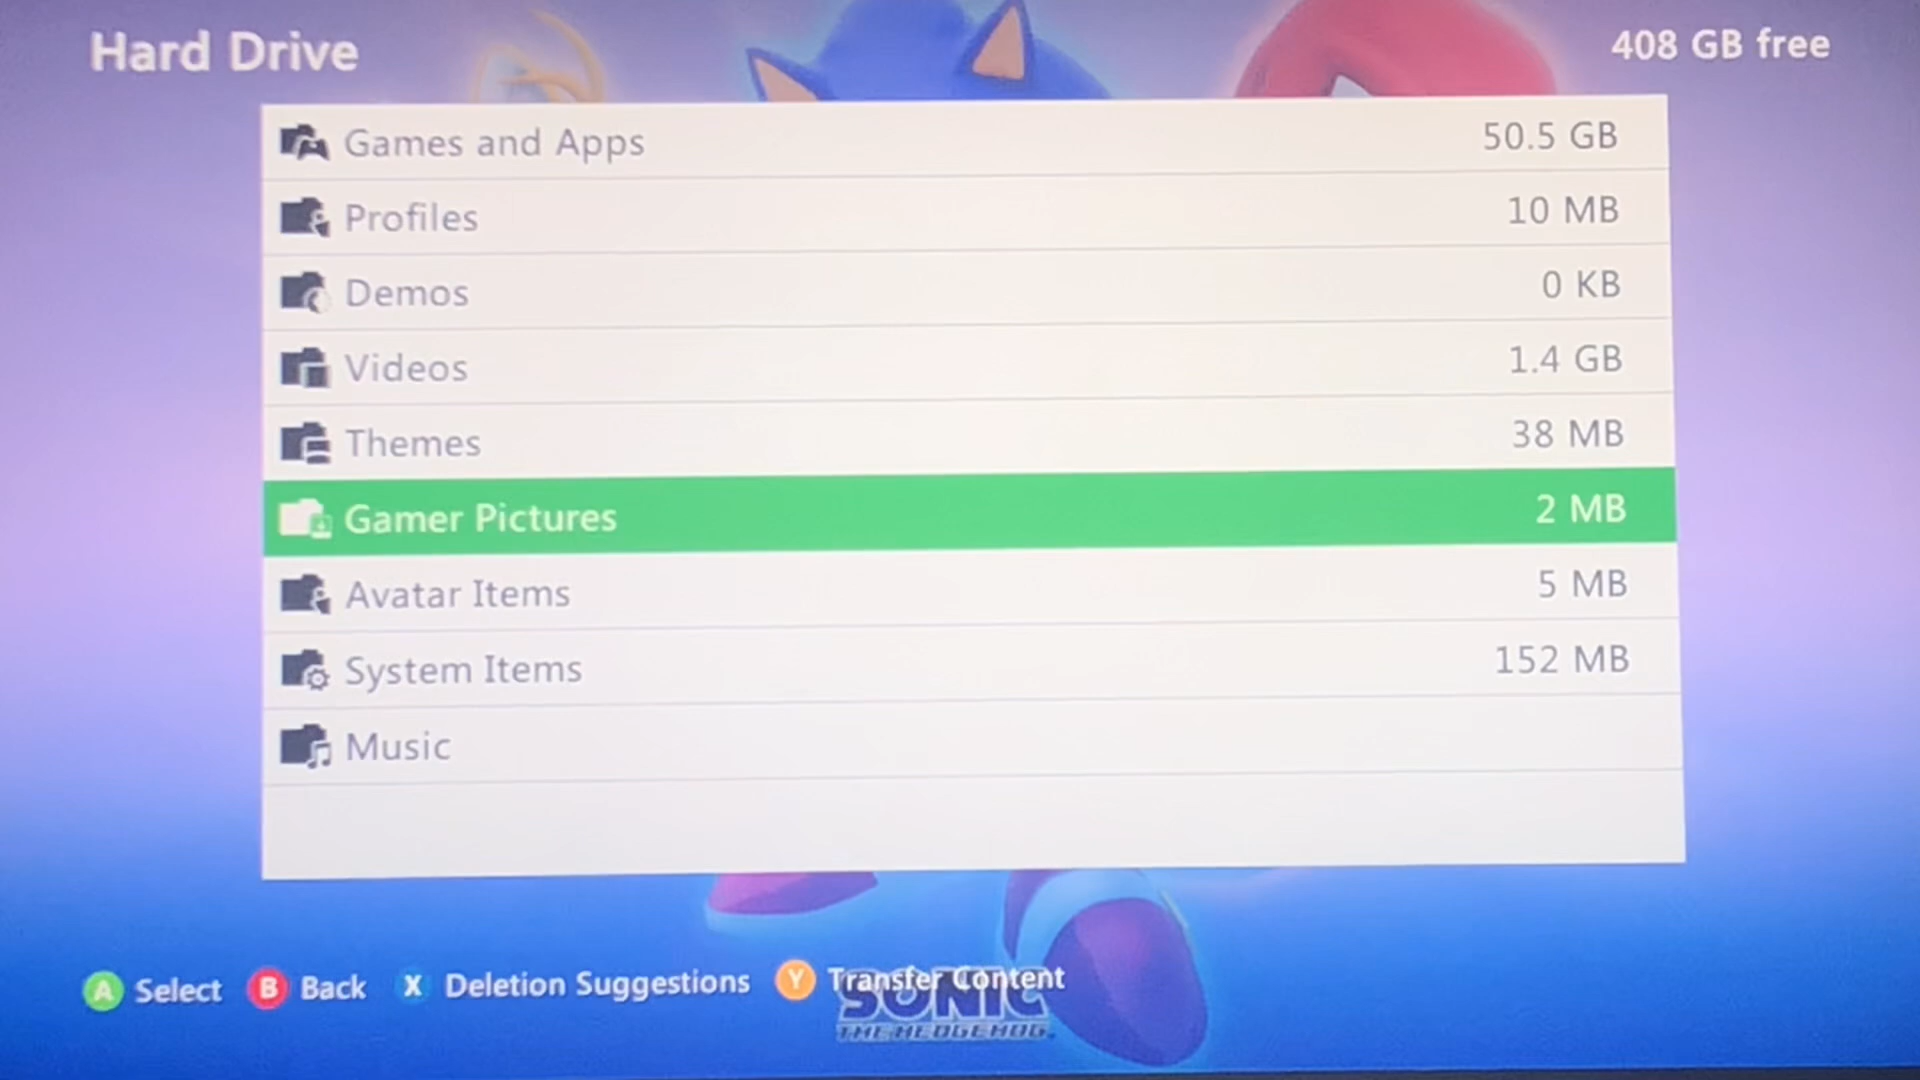 Hard Drive
408 GB free
Games and Apps 50.5 GB
Profiles 10 MB
Demos 0 KB
Videos 1.4 GB
Themes 38 MB
Gamer Pictures 2 MB
Avatar Items 5 MB
System Items 152 MB
Music
A Select B Back X Deletion Suggestions Y Transfer Content
SONIC
THE HEDGEHOG